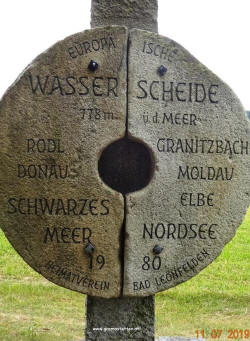 EUROPA ISCHE
WASSER SCHEIDE
778m ü.d.MEER
RODL GRANITZBACH
DONAU MOLDAU
ELBE
SCHWARZES
MEER NORDSEE
19 80
HEIMATVEREIN BAD LEONFELDEN
11 07 2019